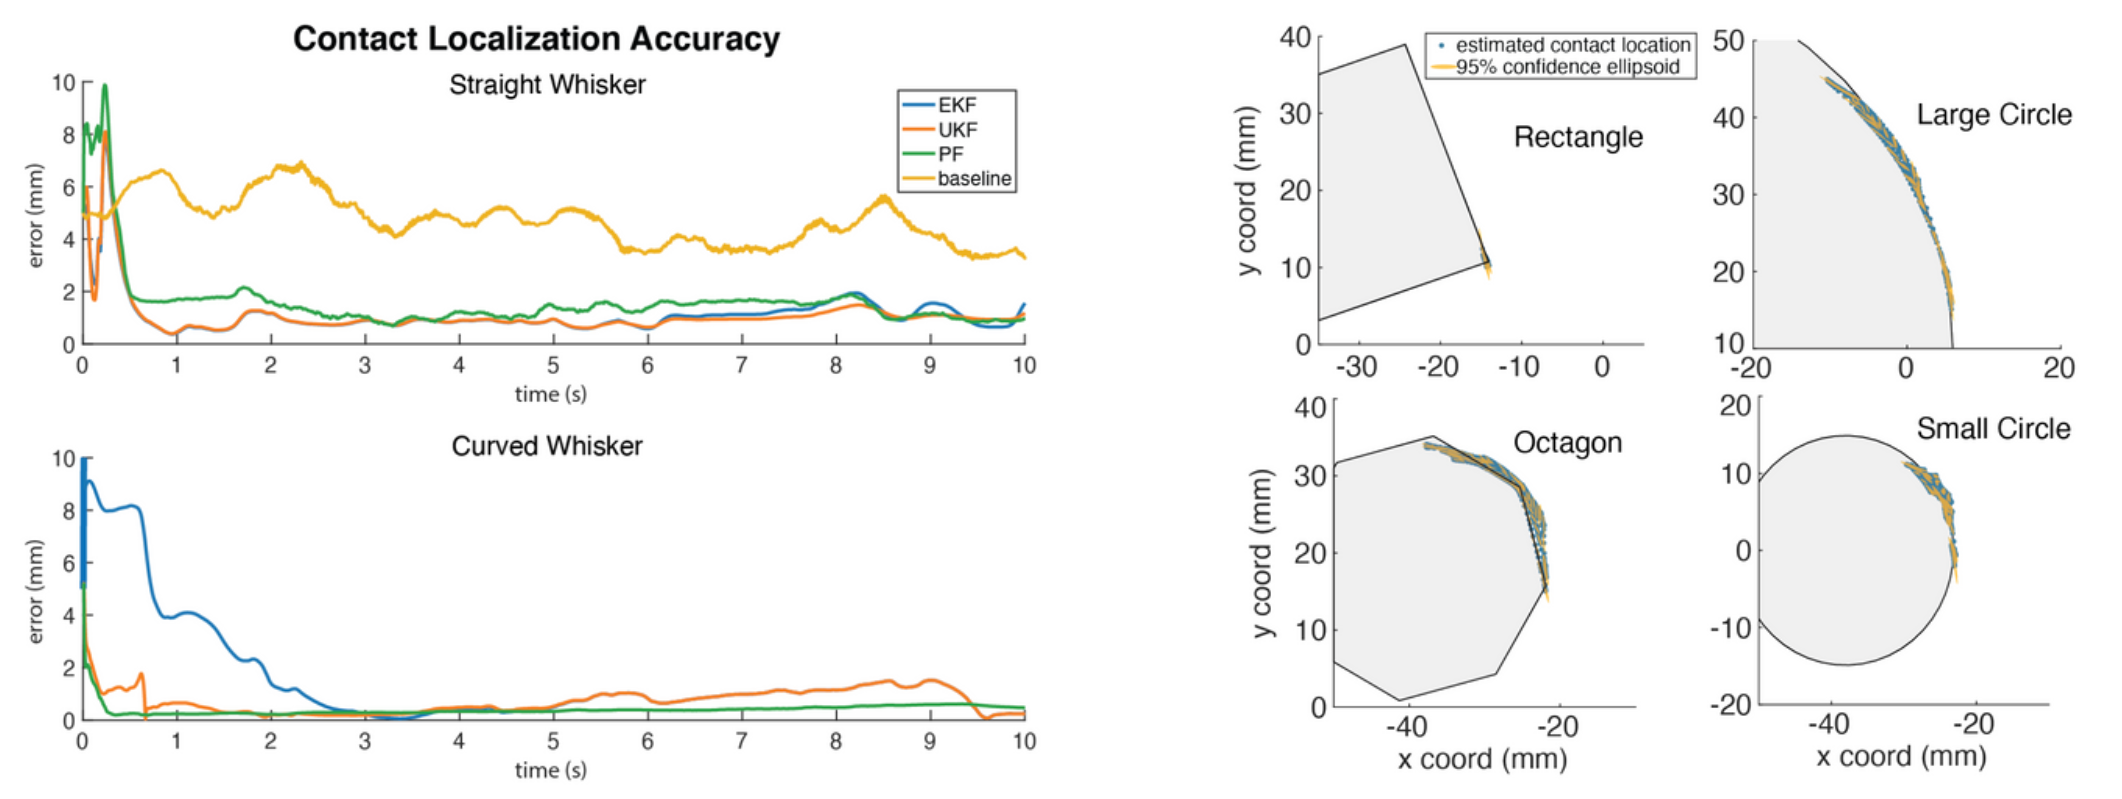 Contact Localization Accuracy
Straight Whisker
10
8
6
4
2
0
error (mm)
EKF
UKF
PF
baseline
0 1 2 3 4 5 6 7 8 9 10
time (s)
Curved Whisker
10
8
6
4
2
0
error (mm)
0 1 2 3 4 5 6 7 8 9 10
time (s)
40
30
20
10
0
y coord (mm)
estimated contact location
95% confidence ellipsoid
Rectangle
-30 -20 -10 0
50
40
30
20
10
Large Circle
-20 0 20
40
30
20
10
0
y coord (mm)
Octagon
-40 -20
x coord (mm)
20
10
0
-10
-20
Small Circle
-40 -20
x coord (mm)